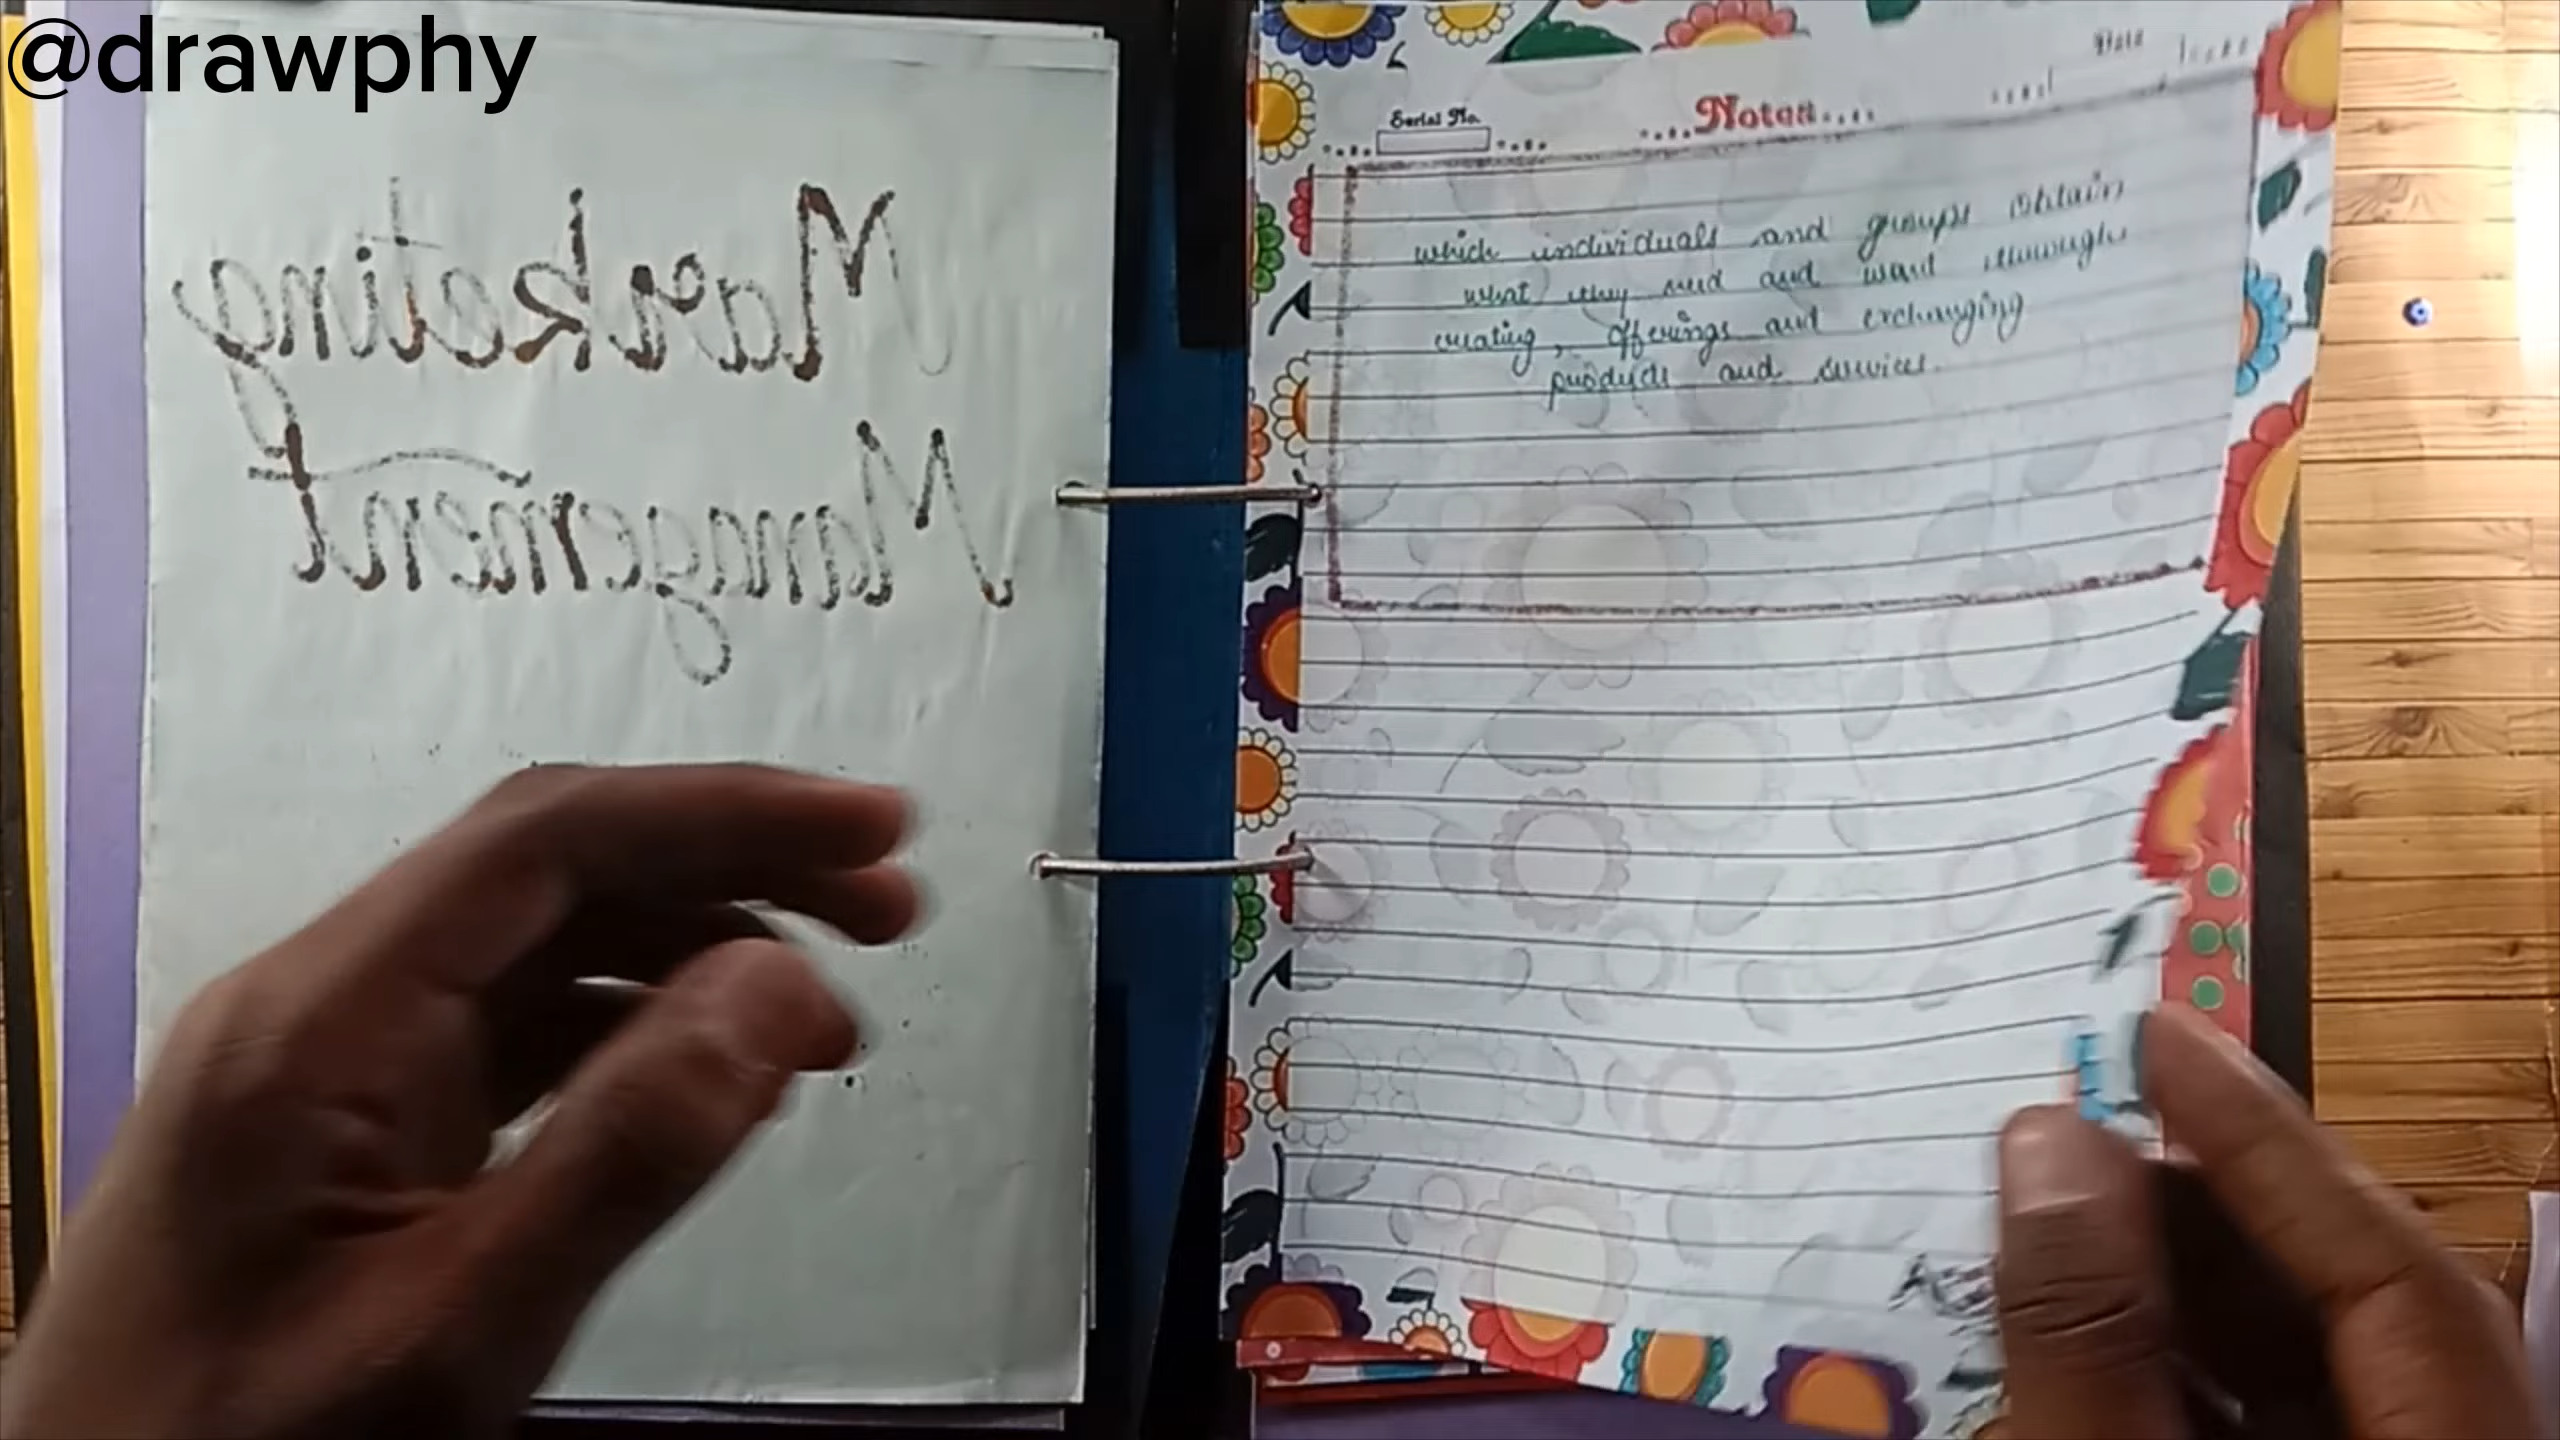 @drawphy
Marketing
Management
Date
Serial No.
Notes
which individuals and groups obtain
what they need and want through
creating, offerings and exchanging
products and services.